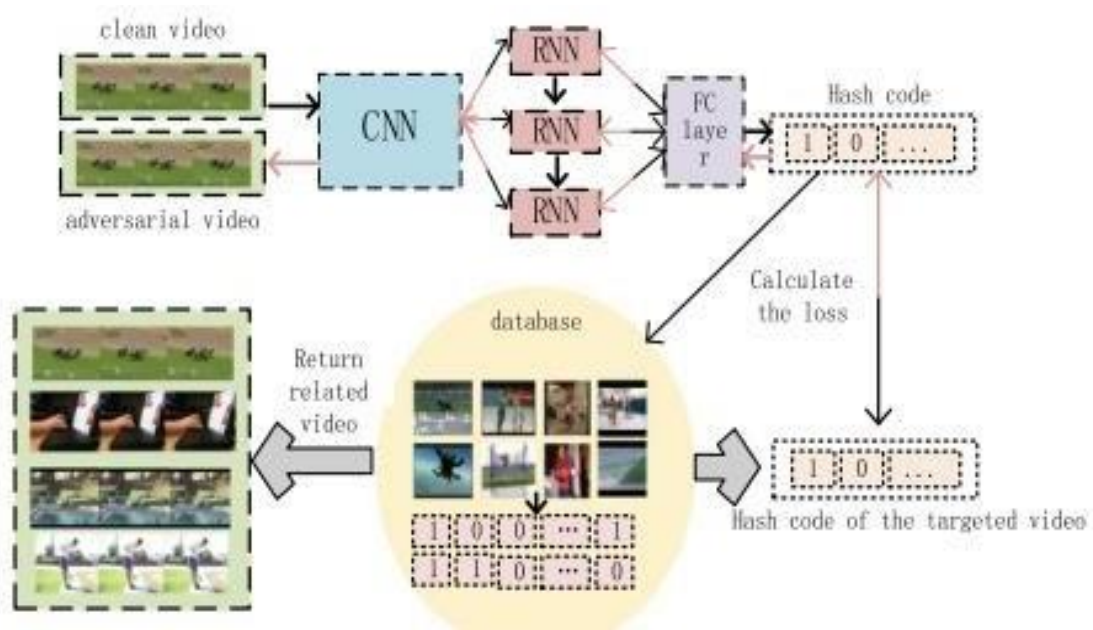 clean video
CNN
adversarial video
RNN
RNN
RNN
FC
laye
r
Hash code
1 0 ...
Calculate
the loss
database
Return
related
video
1 0 0 ... 1
1 1 0 ... 0
1 0 ...
Hash code of the targeted video